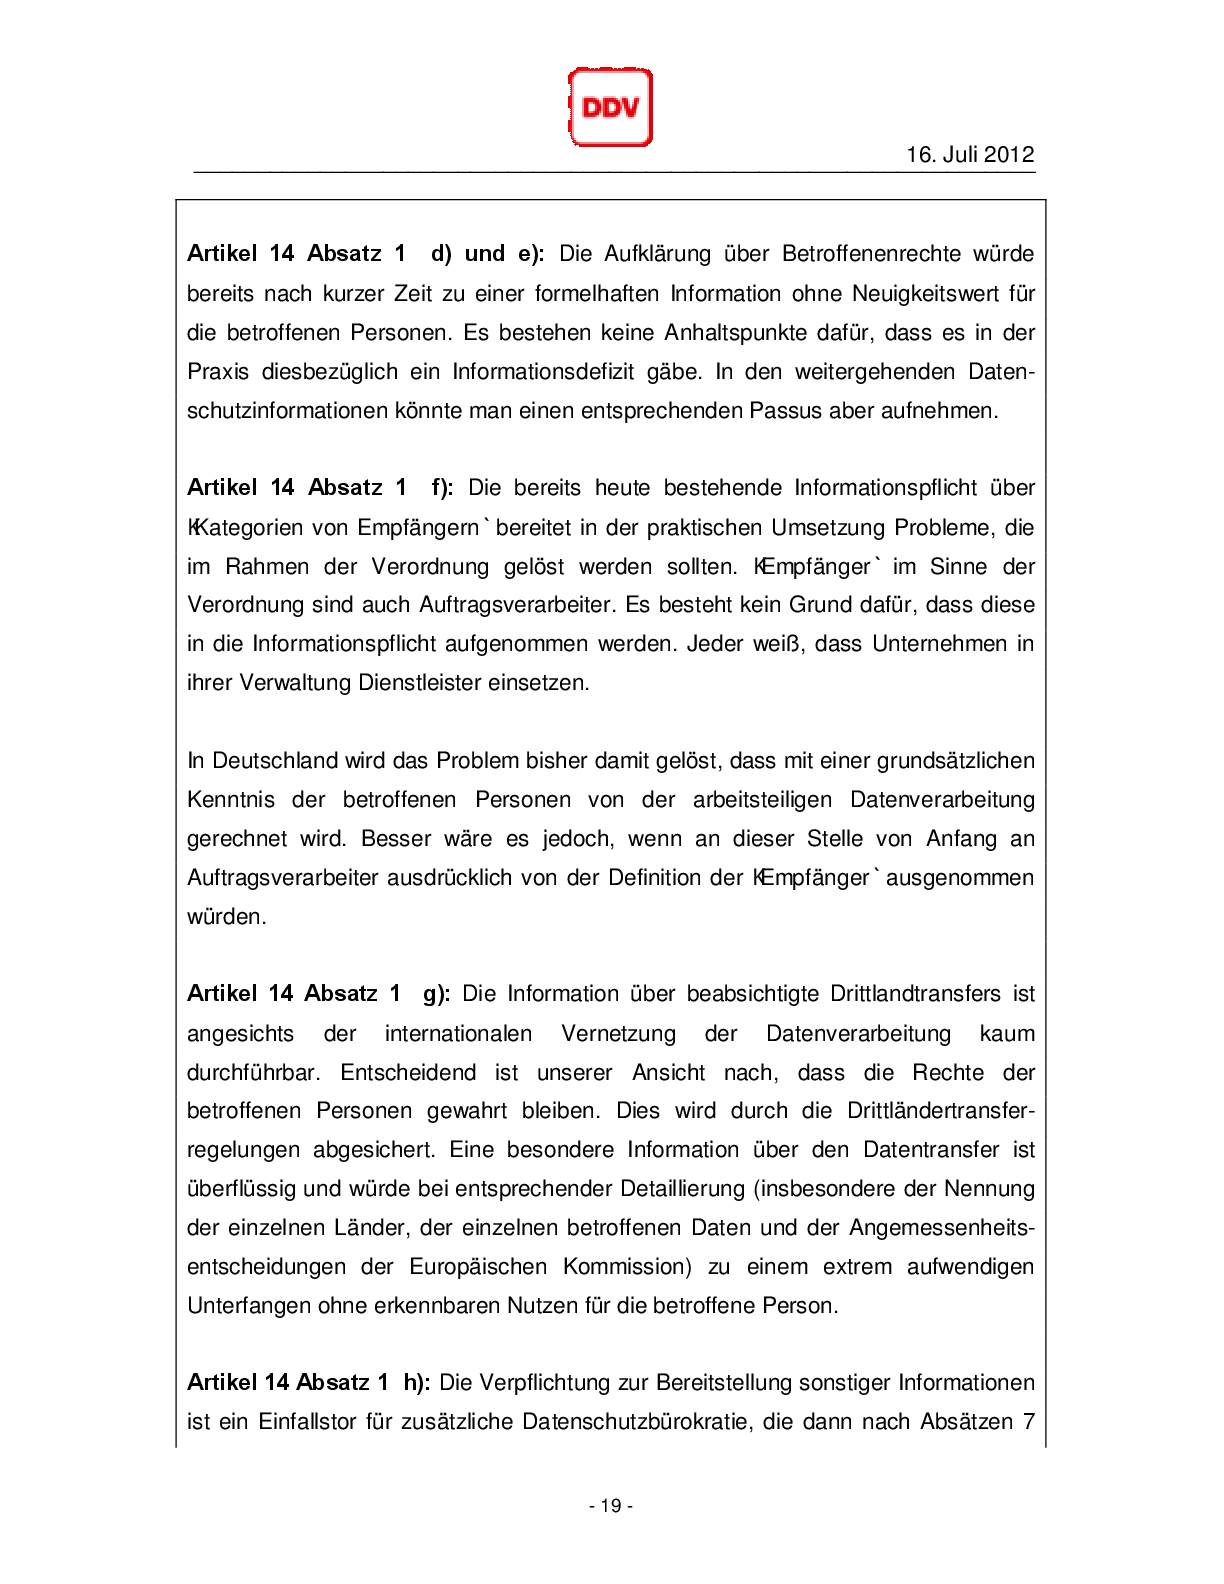 DDV
16. Juli 2012
Artikel 14 Absatz 1 d) und e): Die Aufklärung über Betroffenenrechte würde
bereits nach kurzer Zeit zu einer formelhaften Information ohne Neuigkeitswert für
die betroffenen Personen. Es bestehen keine Anhaltspunkte dafür, dass es in der
Praxis diesbezüglich ein Informationsdefizit gäbe. In den weitergehenden Daten-
schutzinformationen könnte man einen entsprechenden Passus aber aufnehmen.
Artikel 14 Absatz 1 f): Die bereits heute bestehende Informationspflicht über
KKategorien von Empfängern` bereitet in der praktischen Umsetzung Probleme, die
im Rahmen der Verordnung gelöst werden sollten. KEmpfänger` im Sinne der
Verordnung sind auch Auftragsverarbeiter. Es besteht kein Grund dafür, dass diese
in die Informationspflicht aufgenommen werden. Jeder weiß, dass Unternehmen in
ihrer Verwaltung Dienstleister einsetzen.
In Deutschland wird das Problem bisher damit gelöst, dass mit einer grundsätzlichen
Kenntnis der betroffenen Personen von der arbeitsteiligen Datenverarbeitung
gerechnet wird. Besser wäre es jedoch, wenn an dieser Stelle von Anfang an
Auftragsverarbeiter ausdrücklich von der Definition der KEmpfänger` ausgenommen
würden.
Artikel 14 Absatz 1 g): Die Information über beabsichtigte Drittlandtransfers ist
angesichts der internationalen Vernetzung der Datenverarbeitung kaum
durchführbar. Entscheidend ist unserer Ansicht nach, dass die Rechte der
betroffenen Personen gewahrt bleiben. Dies wird durch die Drittländertransfer-
regelungen abgesichert. Eine besondere Information über den Datentransfer ist
überflüssig und würde bei entsprechender Detaillierung (insbesondere der Nennung
der einzelnen Länder, der einzelnen betroffenen Daten und der Angemessenheits-
entscheidungen der Europäischen Kommission) zu einem extrem aufwendigen
Unterfangen ohne erkennbaren Nutzen für die betroffene Person.
Artikel 14 Absatz 1 h): Die Verpflichtung zur Bereitstellung sonstiger Informationen
ist ein Einfallstor für zusätzliche Datenschutzbürokratie, die dann nach Absätzen 7
- 19 -